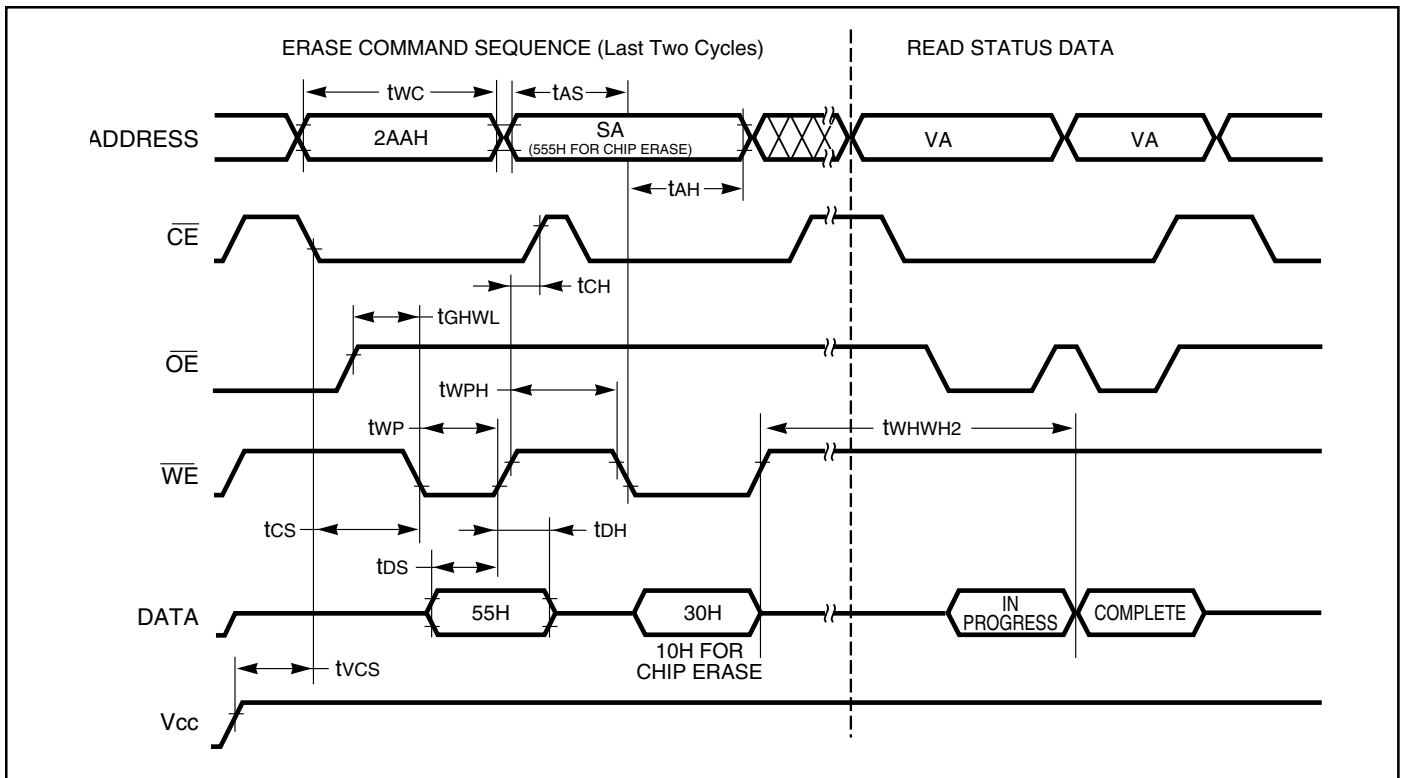 ERASE COMMAND SEQUENCE (Last Two Cycles)
READ STATUS DATA
tWC
tAS
ADDRESS
2AAH
SA
(555H FOR CHIP ERASE)
VA
VA
tAH
CE
tCH
tGHWL
OE
tWPH
tWP
tWHWH2
WE
tCS
tDH
tDS
DATA
55H
30H
IN
PROGRESS
COMPLETE
10H FOR
CHIP ERASE
tVCS
Vcc